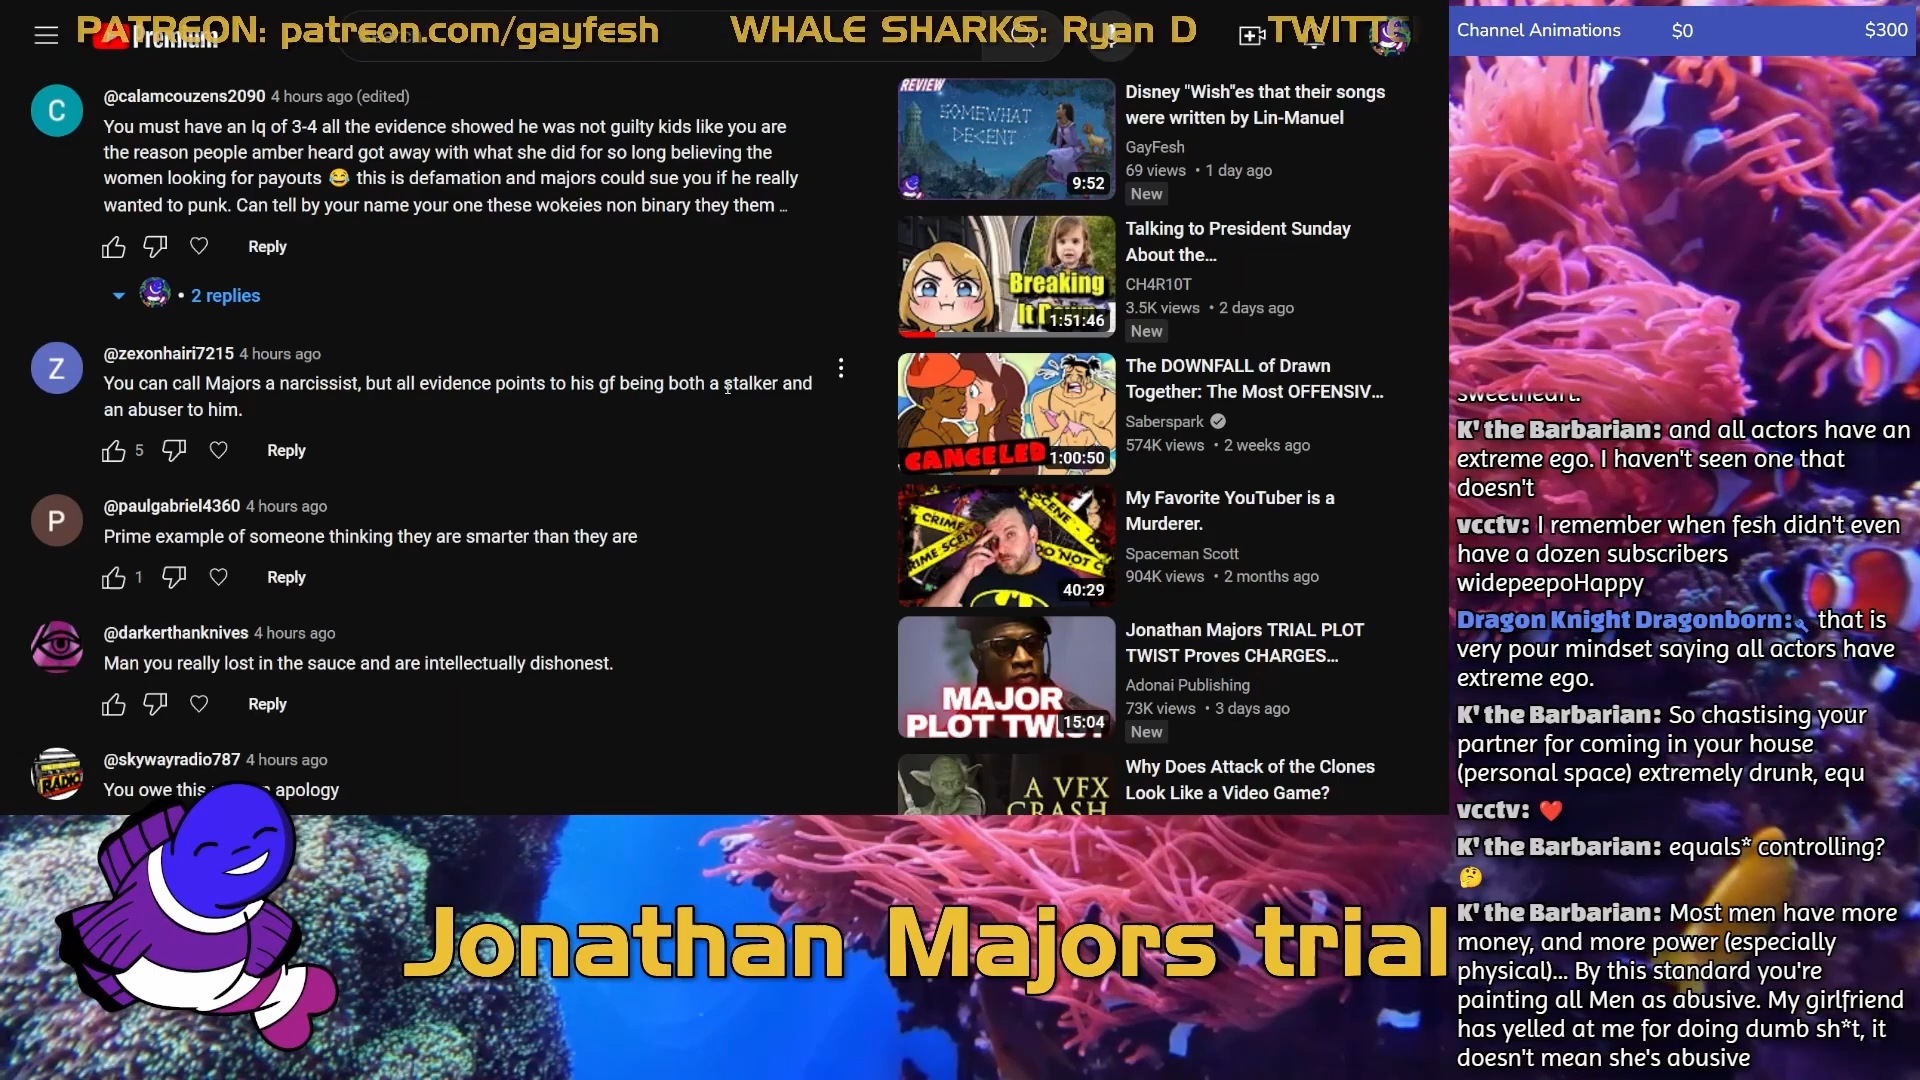 PATREON: patreon.com/gayfesh WHALE SHARKS: Ryan D TWITT
Premium
Channel Animations $0 $300
@calamcouzens2090 4 hours ago (edited)
You must have an Iq of 3-4 all the evidence showed he was not guilty kids like you are
the reason people amber heard got away with what she did for so long believing the
women looking for payouts 😂 this is defamation and majors could sue you if he really
wanted to punk. Can tell by your name your one these wokeies non binary they them ...
Reply
2 replies
@zexonhairi7215 4 hours ago
You can call Majors a narcissist, but all evidence points to his gf being both a stalker and
an abuser to him.
5 Reply
@paulgabriel4360 4 hours ago
Prime example of someone thinking they are smarter than they are
1 Reply
@darkerthanknives 4 hours ago
Man you really lost in the sauce and are intellectually dishonest.
Reply
@skywayradio787 4 hours ago
You owe this apology
C
Z
P
RADIO
REVIEW
SOMEWHAT
DECENT
9:52
Disney "Wish"es that their songs
were written by Lin-Manuel
GayFesh
69 views • 1 day ago
New
Breaking
It
1:51:46
Talking to President Sunday
About the...
CH4R10T
3.5K views • 2 days ago
New
CANCELED
1:00:50
The DOWNFALL of Drawn
Together: The Most OFFENSIV...
Saberspark
574K views • 2 weeks ago
CRIME SCENE
DO NOT C
40:29
My Favorite YouTuber is a
Murderer.
Spaceman Scott
904K views • 2 months ago
MAJOR
PLOT TWIST
15:04
Jonathan Majors TRIAL PLOT
TWIST Proves CHARGES...
Adonai Publishing
73K views • 3 days ago
New
A VFX
CRASH
Why Does Attack of the Clones
Look Like a Video Game?
sweetheart.
K' the Barbarian: and all actors have an
extreme ego. I haven't seen one that
doesn't
vcctv: I remember when fesh didn't even
have a dozen subscribers
widepeepoHappy
Dragon Knight Dragonborn: that is
very pour mindset saying all actors have
extreme ego.
K' the Barbarian: So chastising your
partner for coming in your house
(personal space) extremely drunk, equ
vcctv: ❤️
K' the Barbarian: equals* controlling?
🤔
K' the Barbarian: Most men have more
money, and more power (especially
physical)... By this standard you're
painting all Men as abusive. My girlfriend
has yelled at me for doing dumb sh*t, it
doesn't mean she's abusive
Jonathan Majors trial